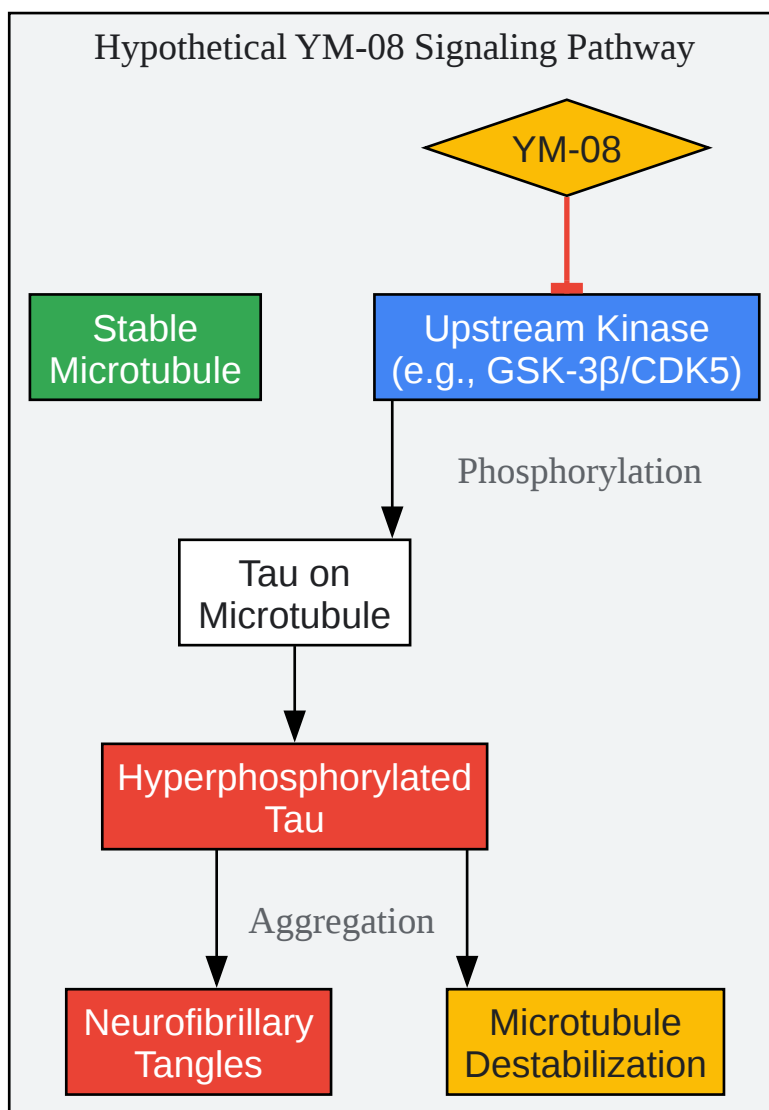 Hypothetical YM-08 Signaling Pathway
YM-08
Stable
Microtubule
Upstream Kinase
(e.g., GSK-3β/CDK5)
Phosphorylation
Tau on
Microtubule
Hyperphosphorylated
Tau
Aggregation
Neurofibrillary
Tangles
Microtubule
Destabilization